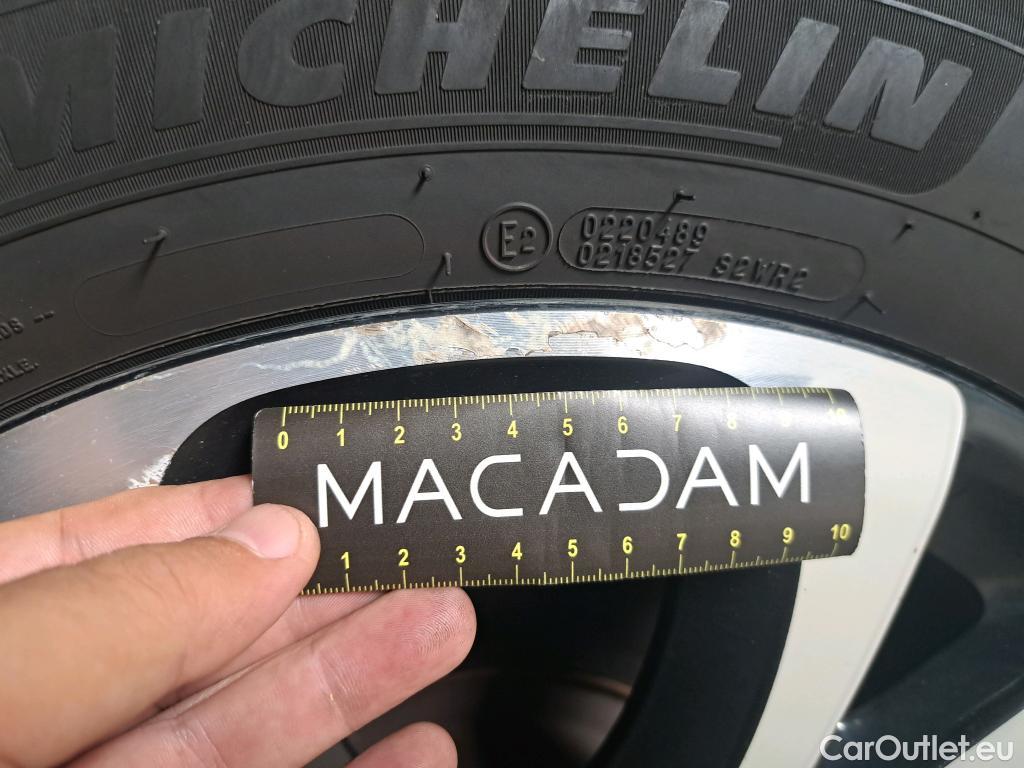 MICHELIN
E2
0220489
0218527 S2WR2
0 1 2 3 4 5 6 7 8 9 10
MACADAM
1 2 3 4 5 6 7 8 9 10
CarOutlet.eu